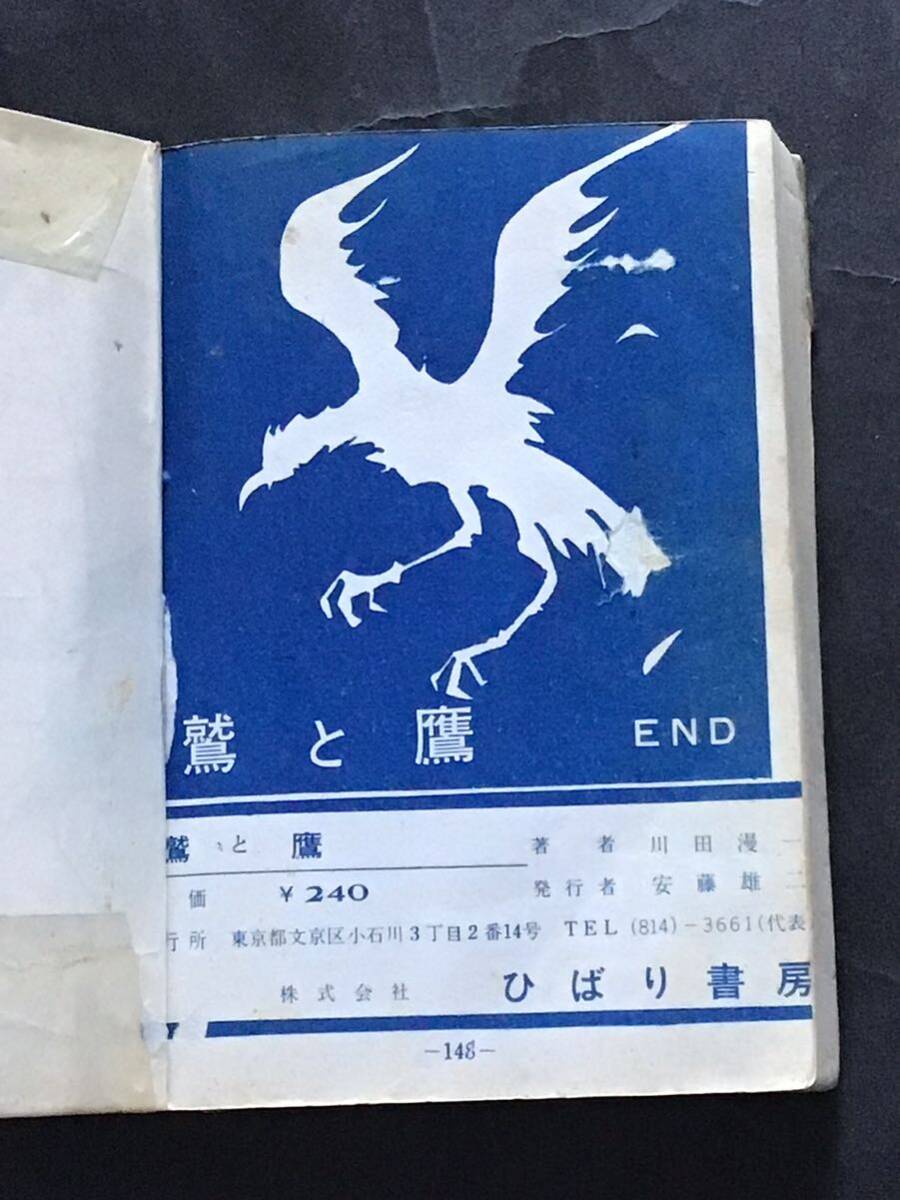 鷲と鷹 END
鷲と鷹 著者 川田漫一
価 ¥240 発行者 安藤雄二
行所 東京都文京区小石川3丁目2番14号 TEL (814)-3661(代表
株式会社 ひばり書房
-148-